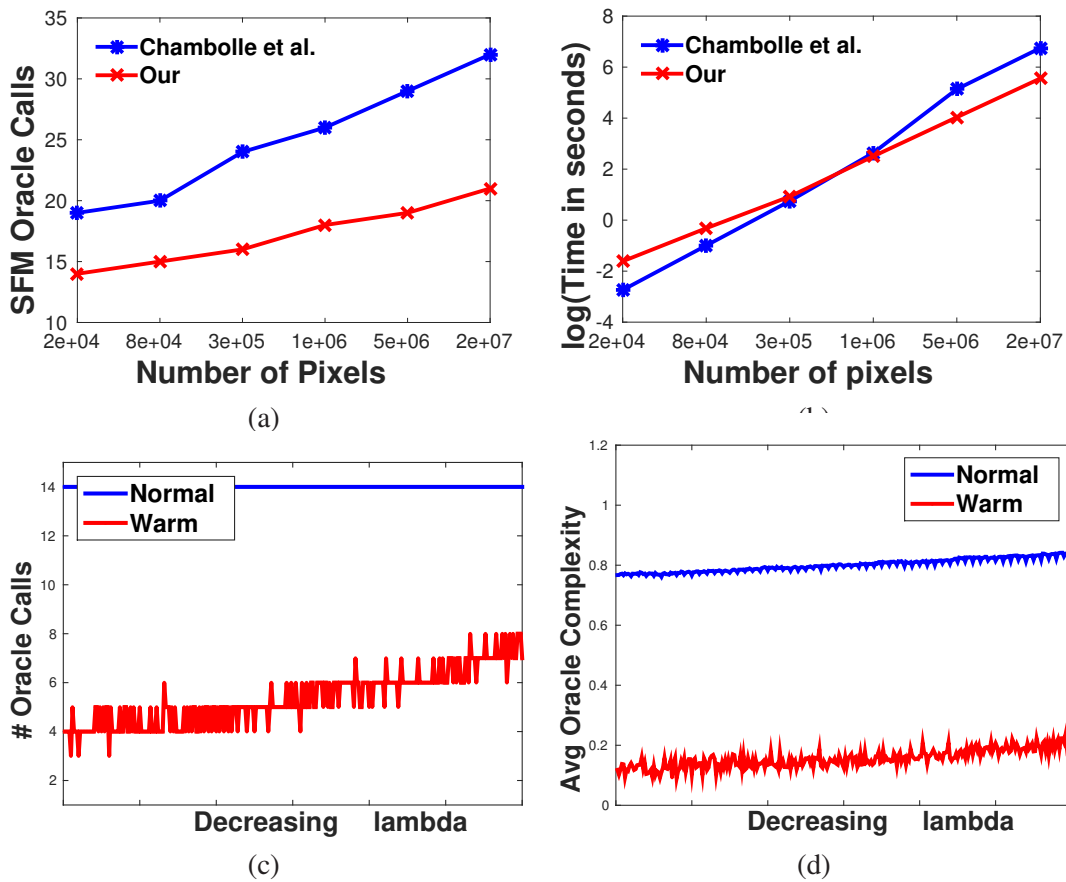 35
30
25
20
15
10
SFM Oracle Calls
Chambolle et al.
Our
2e+04 8e+04 3e+05 1e+06 5e+06 2e+07
Number of Pixels
(a)
8
6
4
2
0
-2
-4
log(Time in seconds)
Chambolle et al.
Our
2e+04 8e+04 3e+05 1e+06 5e+06 2e+07
Number of pixels
14
12
10
8
6
4
2
# Oracle Calls
Normal
Warm
Decreasing lambda
(c)
1.2
1
0.8
0.6
0.4
0.2
0
Avg Oracle Complexity
Normal
Warm
Decreasing lambda
(d)